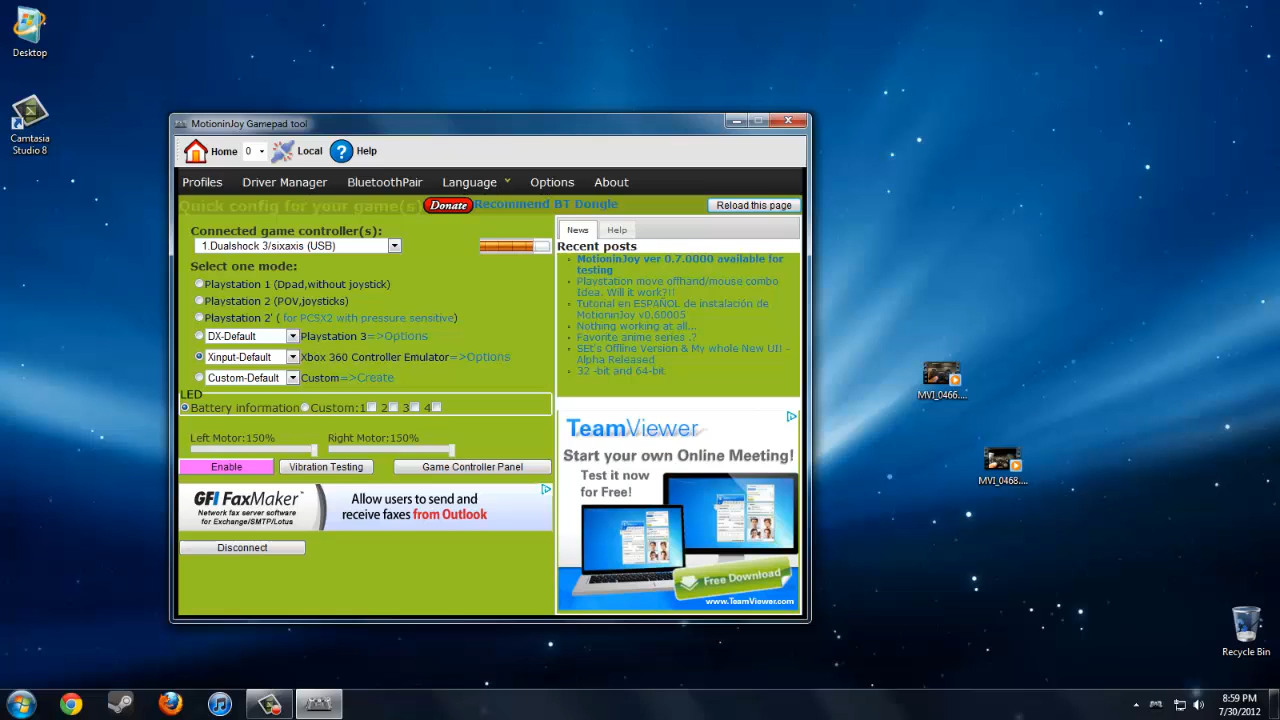 Desktop
Camtasia
Studio 8
MotioninJoy Gamepad tool
Home 0 Local ? Help
Profiles Driver Manager BluetoothPair Language Options About
Quick config for your game(s) Donate Recommend BT Dongle Reload this page
Connected game controller(s):
1.Dualshock 3/sixaxis (USB)
Select one mode:
Playstation 1 (Dpad,without joystick)
Playstation 2 (POV,joysticks)
Playstation 2' ( for PCSX2 with pressure sensitive)
DX-Default Playstation 3=>Options
Xinput-Default Xbox 360 Controller Emulator=>Options
Custom-Default Custom=>Create
LED
Battery information Custom:1 2 3 4
Left Motor:150% Right Motor:150%
Enable Vibration Testing Game Controller Panel
GFI FaxMaker™
Network fax server software
for Exchange/SMTP/Lotus
Allow users to send and
receive faxes from Outlook
Disconnect
News Help
Recent posts
MotioninJoy ver 0.7.0000 available for
testing
Playstation move offhand/mouse combo
Idea. Will it work?!!
Tutorial en ESPAÑOL de instalación de
MotioninJoy v0.60005
Nothing working at all...
Favorite anime series .?
SEt's Offline Version & My whole New UI! -
Alpha Released
32 -bit and 64-bit
TeamViewer
Start your own Online Meeting!
Test it now
for Free!
Free Download
www.TeamViewer.com
MVI_0466....
MVI_0468....
Recycle Bin
8:59 PM
7/30/2012